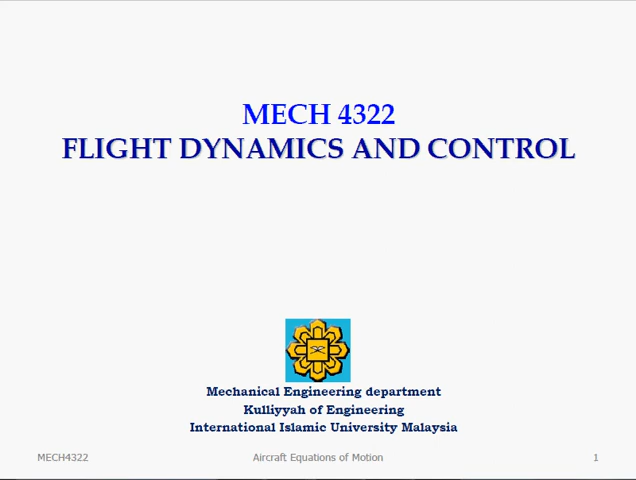 MECH 4322
FLIGHT DYNAMICS AND CONTROL
Mechanical Engineering department
Kulliyyah of Engineering
International Islamic University Malaysia
MECH4322
Aircraft Equations of Motion
1